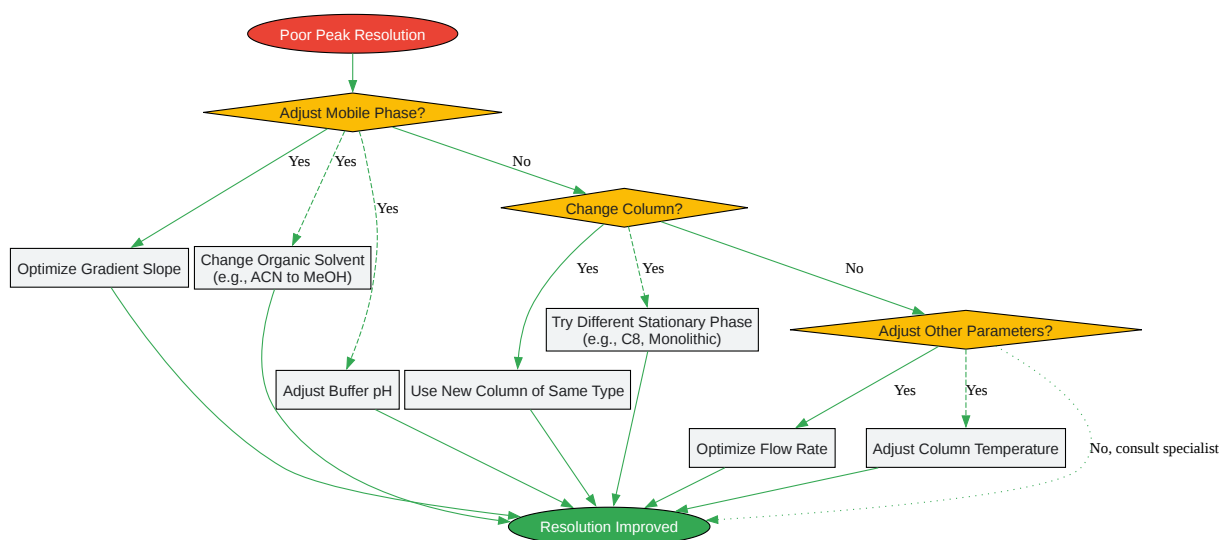 Poor Peak Resolution
Adjust Mobile Phase?
Yes
Yes
No
Yes
Change Column?
Optimize Gradient Slope
Change Organic Solvent
(e.g., ACN to MeOH)
Yes
Yes
No
Try Different Stationary Phase
(e.g., C8, Monolithic)
Adjust Other Parameters?
Adjust Buffer pH
Use New Column of Same Type
Yes
Yes
Optimize Flow Rate
Adjust Column Temperature
No, consult specialist
Resolution Improved